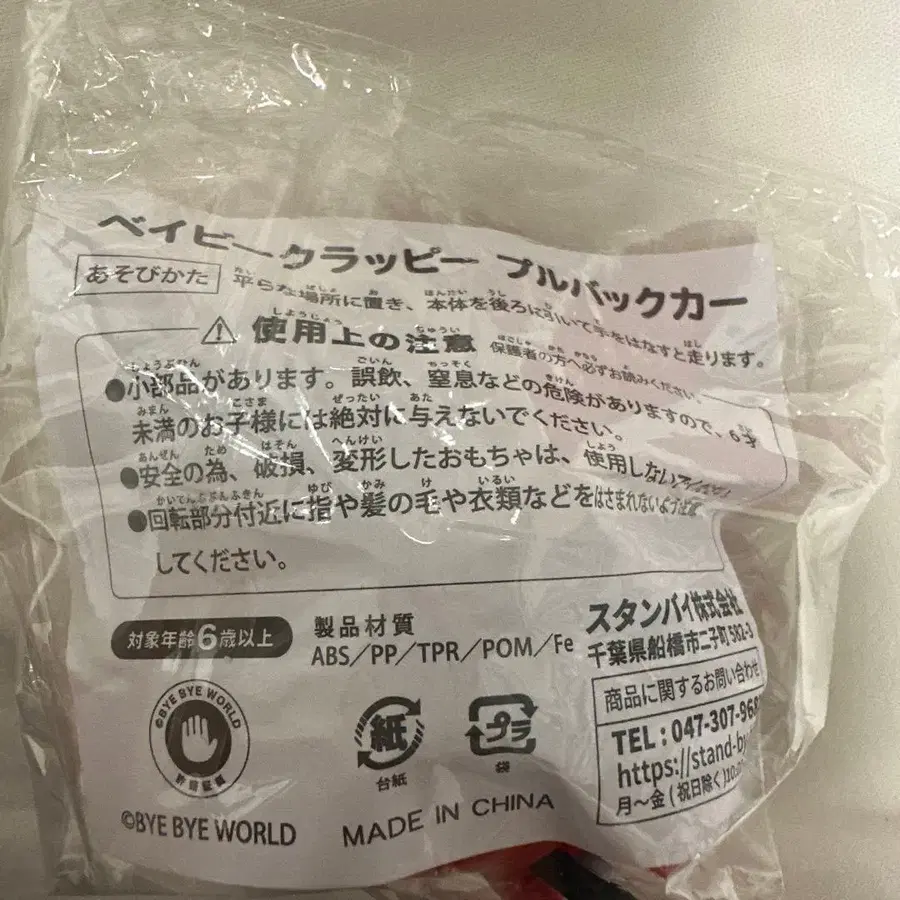 ベイビークラッピー プルバックカー
あそびかた 平らな場所に置き、本体を後ろに引いて手をはなすと走ります。
使用上の注意 保護者の方へ必ずお読みください。
●小部品があります。誤飲、窒息などの危険がありますので、6才
未満のお子様には絶対に与えないでください。
●安全の為、破損、変形したおもちゃは、使用しないで
●回転部分付近に指や髪の毛や衣類などをはさまれないよう
してください。
対象年齢6歳以上
製品材質
ABS/PP/TPR/POM/Fe
スタンバイ株式会社
千葉県船橋市二子町582-3
商品に関するお問い合わせ
TEL:047-307-968
https://stand-by
月〜金(祝日除く)10:0
©BYE BYE WORLD
許諾証紙
©BYE BYE WORLD
紙
台紙
プラ
袋
MADE IN CHINA